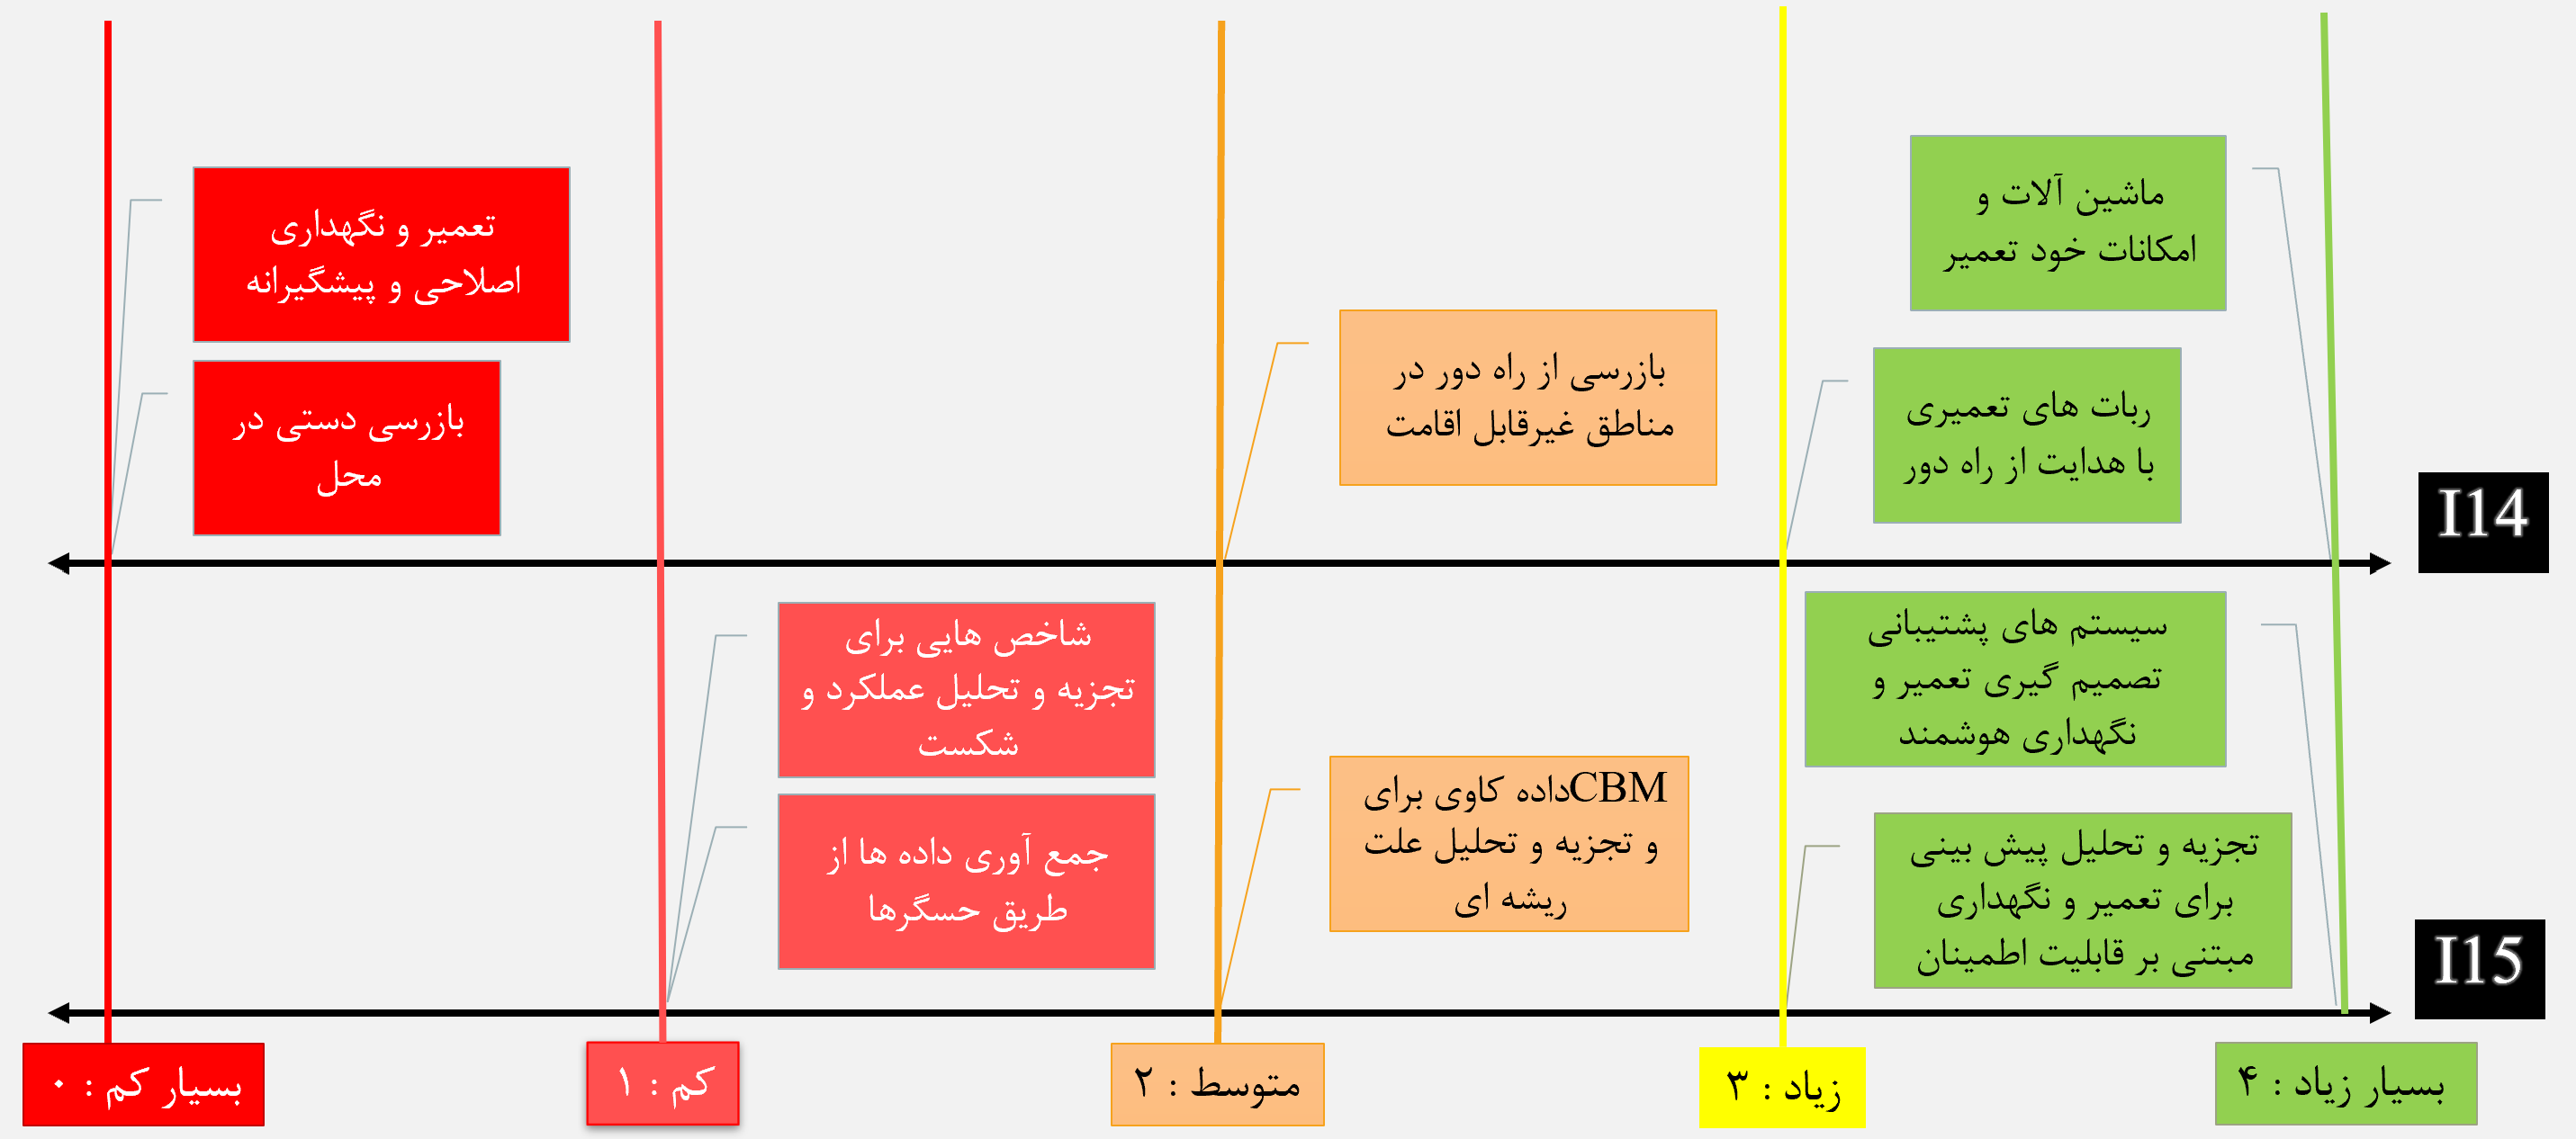 تعمیر و نگهداری
اصلاحی و پیشگیرانه
بازرسی دستی در
محل
بازرسی از راه دور در
مناطق غیرقابل اقامت
ماشین آلات و
امکانات خود تعمیر
ربات های تعمیری
با هدایت از راه دور
I14
شاخص هایی برای
تجزیه و تحلیل عملکرد و
شکست
جمع آوری داده ها از
طریق حسگرها
CBMداده کاوی برای
و تجزیه و تحلیل علت
ریشه ای
سیستم های پشتیبانی
تصمیم گیری تعمیر و
نگهداری هوشمند
تجزیه و تحلیل پیش بینی
برای تعمیر و نگهداری
مبتنی بر قابلیت اطمینان
I15
بسیار کم : ۰
کم : ۱
متوسط : ۲
زیاد : ۳
بسیار زیاد : ۴